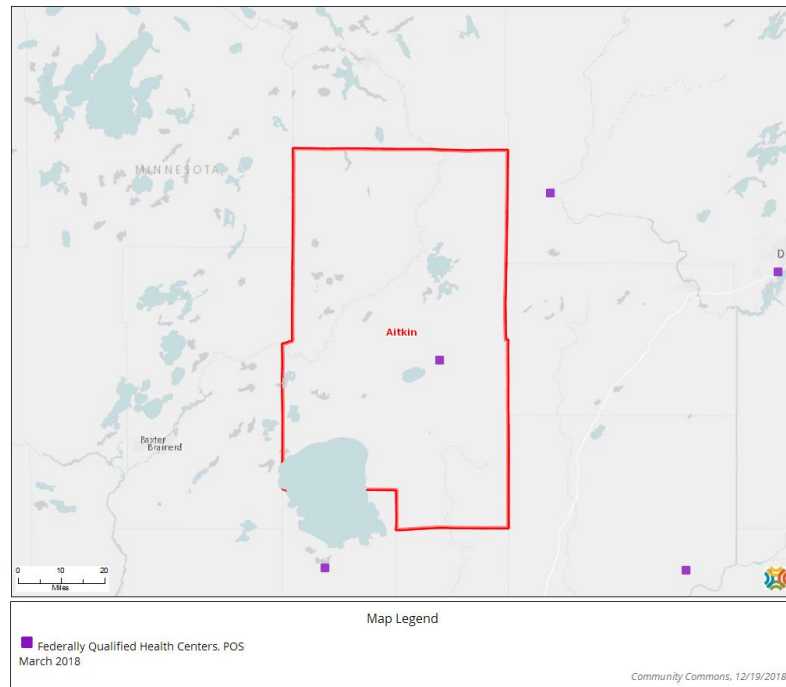 MINNESOTA
D
Aitkin
Baxter
Brainerd
0 10 20
Miles
Map Legend
Federally Qualified Health Centers, POS
March 2018
Community Commons, 12/19/2018